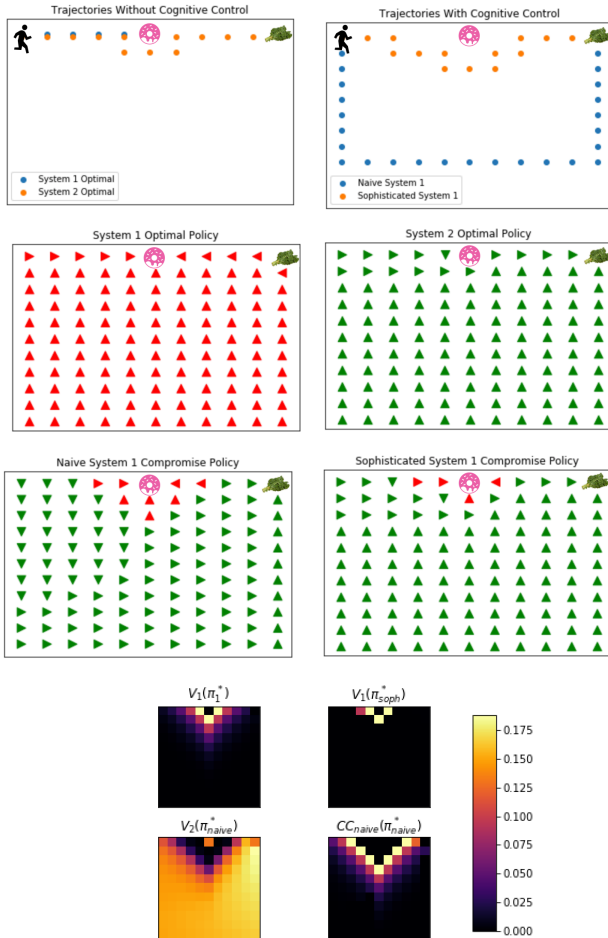 Trajectories Without Cognitive Control
Trajectories With Cognitive Control
System 1 Optimal
System 2 Optimal
Naive System 1
Sophisticated System 1
System 1 Optimal Policy
System 2 Optimal Policy
Naive System 1 Compromise Policy
Sophisticated System 1 Compromise Policy
V₁(π₁*)
V₁(π*soph)
V₂(π*naive)
CCnaive(π*naive)
0.175
0.150
0.125
0.100
0.075
0.050
0.025
0.000